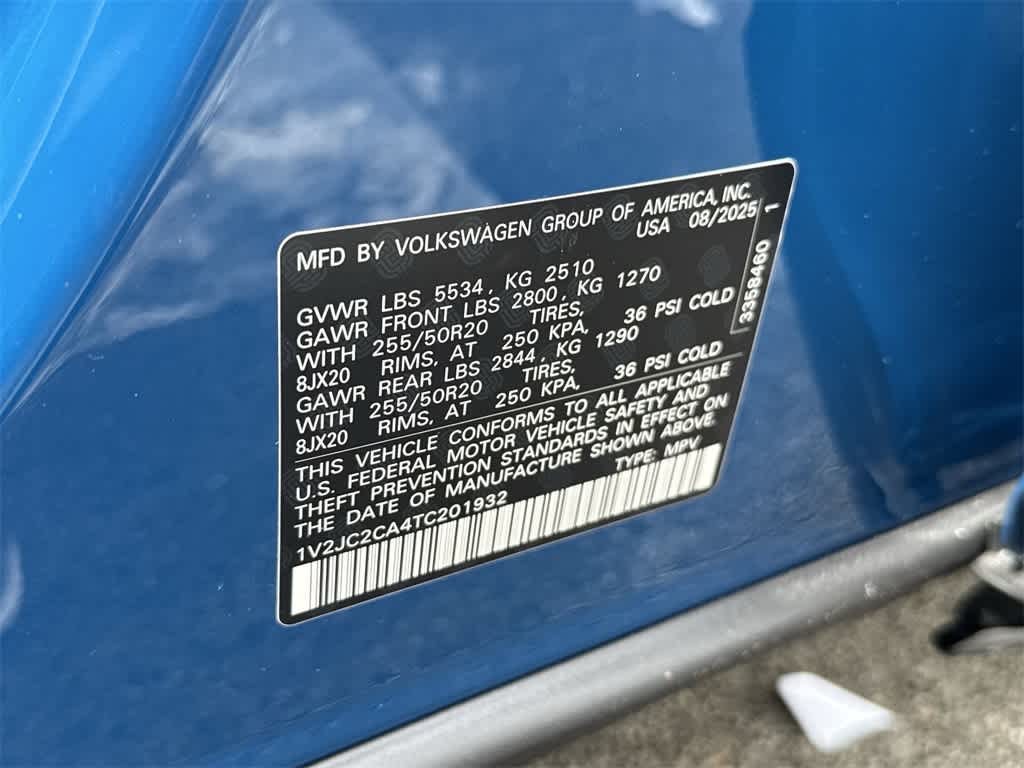 MFD BY VOLKSWAGEN GROUP OF AMERICA, INC.
USA 08/2025
GVWR LBS 5534, KG 2510
GAWR FRONT LBS 2800, KG 1270
WITH 255/50R20 TIRES,
8JX20 RIMS, AT 250 KPA, 36 PSI COLD
GAWR REAR LBS 2844, KG 1290
WITH 255/50R20 TIRES,
8JX20 RIMS, AT 250 KPA, 36 PSI COLD
THIS VEHICLE CONFORMS TO ALL APPLICABLE
U.S. FEDERAL MOTOR VEHICLE SAFETY AND
THEFT PREVENTION STANDARDS IN EFFECT ON
THE DATE OF MANUFACTURE SHOWN ABOVE.
TYPE: MPV
1V2JC2CA4TC201932
3358460 1